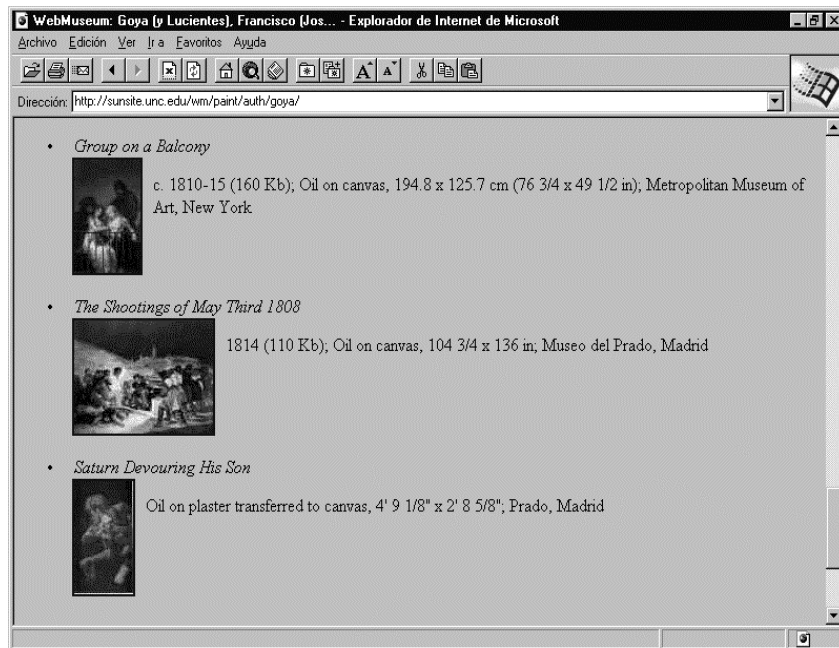 WebMuseum: Goya (y Lucientes), Francisco (Jos... - Explorador de Internet de Microsoft
Archivo Edición Ver Ir a Favoritos Ayuda
Dirección: http://sunsite.unc.edu/wm/paint/auth/goya/
• Group on a Balcony
c. 1810-15 (160 Kb); Oil on canvas, 194.8 x 125.7 cm (76 3/4 x 49 1/2 in); Metropolitan Museum of
Art, New York
• The Shootings of May Third 1808
1814 (110 Kb); Oil on canvas, 104 3/4 x 136 in; Museo del Prado, Madrid
• Saturn Devouring His Son
Oil on plaster transferred to canvas, 4' 9 1/8" x 2' 8 5/8"; Prado, Madrid